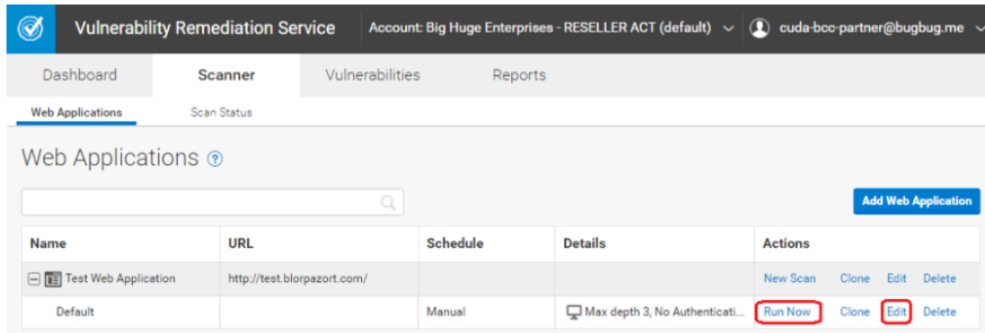 Vulnerability Remediation Service Account: Big Huge Enterprises - RESELLER ACT (default) cuda-bcc-partner@bugbug.me
Dashboard Scanner Vulnerabilities Reports
Web Applications Scan Status
Web Applications ?
Add Web Application
Name URL Schedule Details Actions
Test Web Application http://test.blorpazort.com/ New Scan Clone Edit Delete
Default Manual Max depth 3, No Authenticati... Run Now Clone Edit Delete